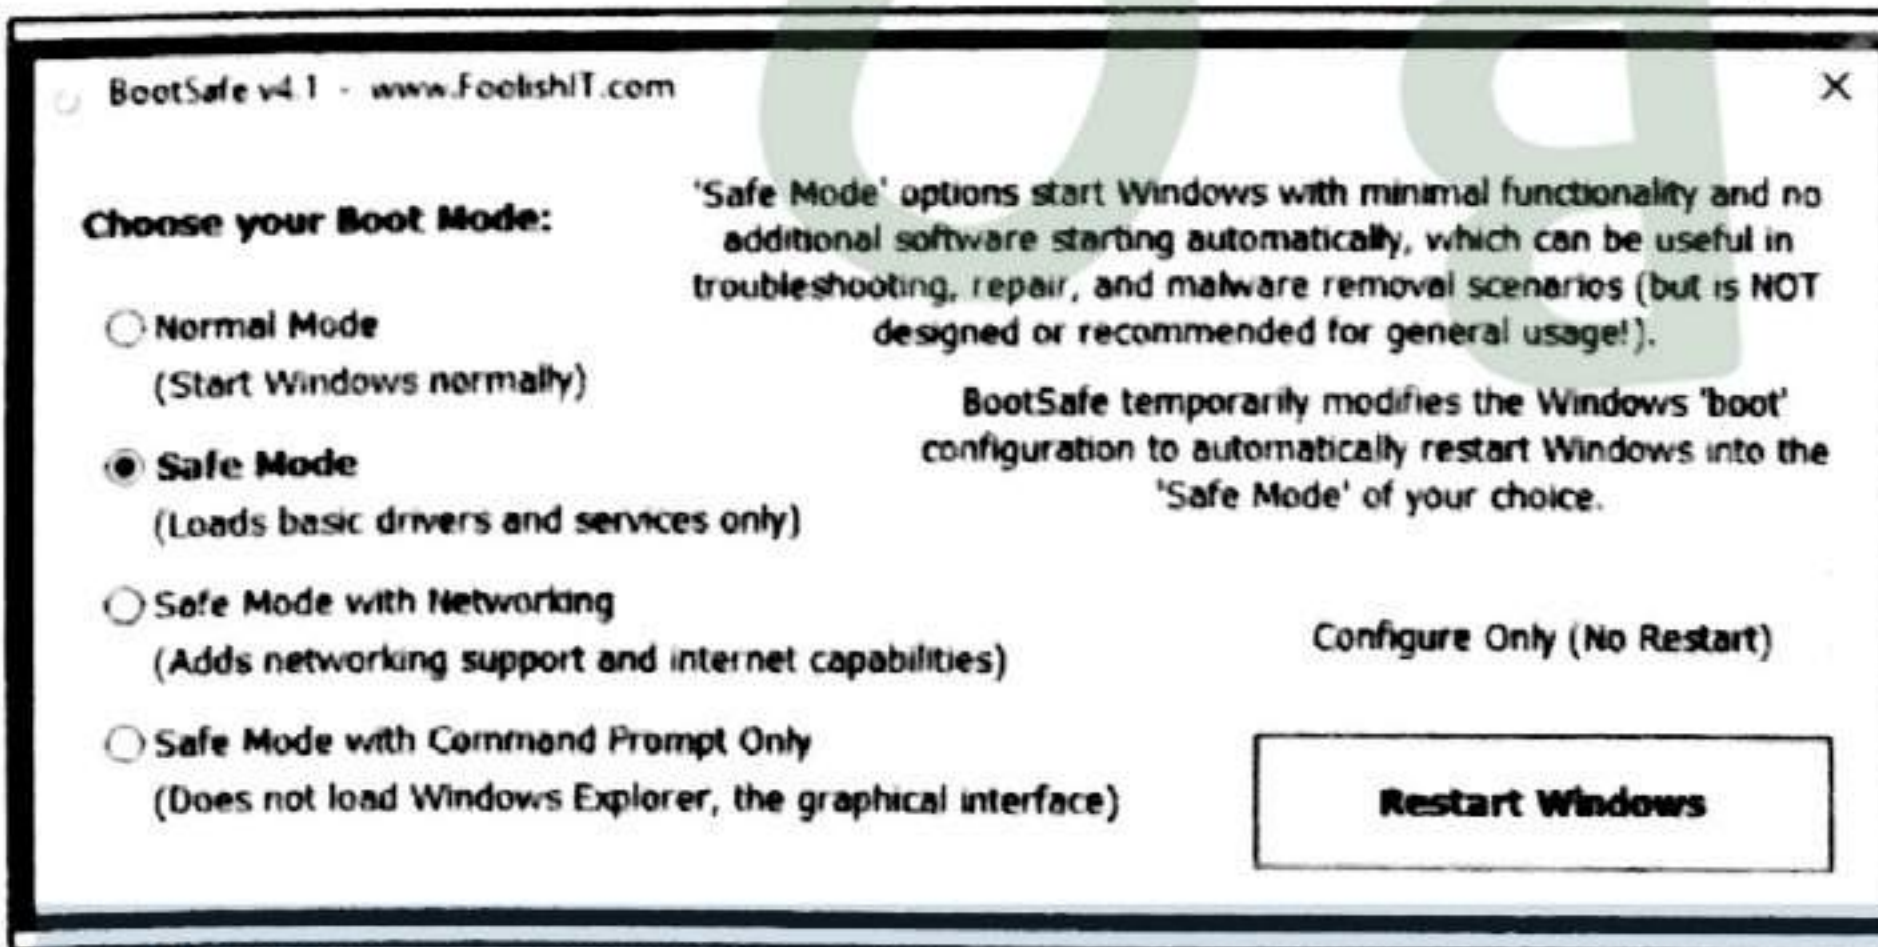 BootSafe v4.1 - www.FoolishIT.com
Choose your Boot Mode:
Normal Mode
(Start Windows normally)
Safe Mode
(Loads basic drivers and services only)
Safe Mode with Networking
(Adds networking support and internet capabilities)
Safe Mode with Command Prompt Only
(Does not load Windows Explorer, the graphical interface)
'Safe Mode' options start Windows with minimal functionality and no
additional software starting automatically, which can be useful in
troubleshooting, repair, and malware removal scenarios (but is NOT
designed or recommended for general usage!).
BootSafe temporarily modifies the Windows 'boot'
configuration to automatically restart Windows into the
'Safe Mode' of your choice.
Configure Only (No Restart)
Restart Windows